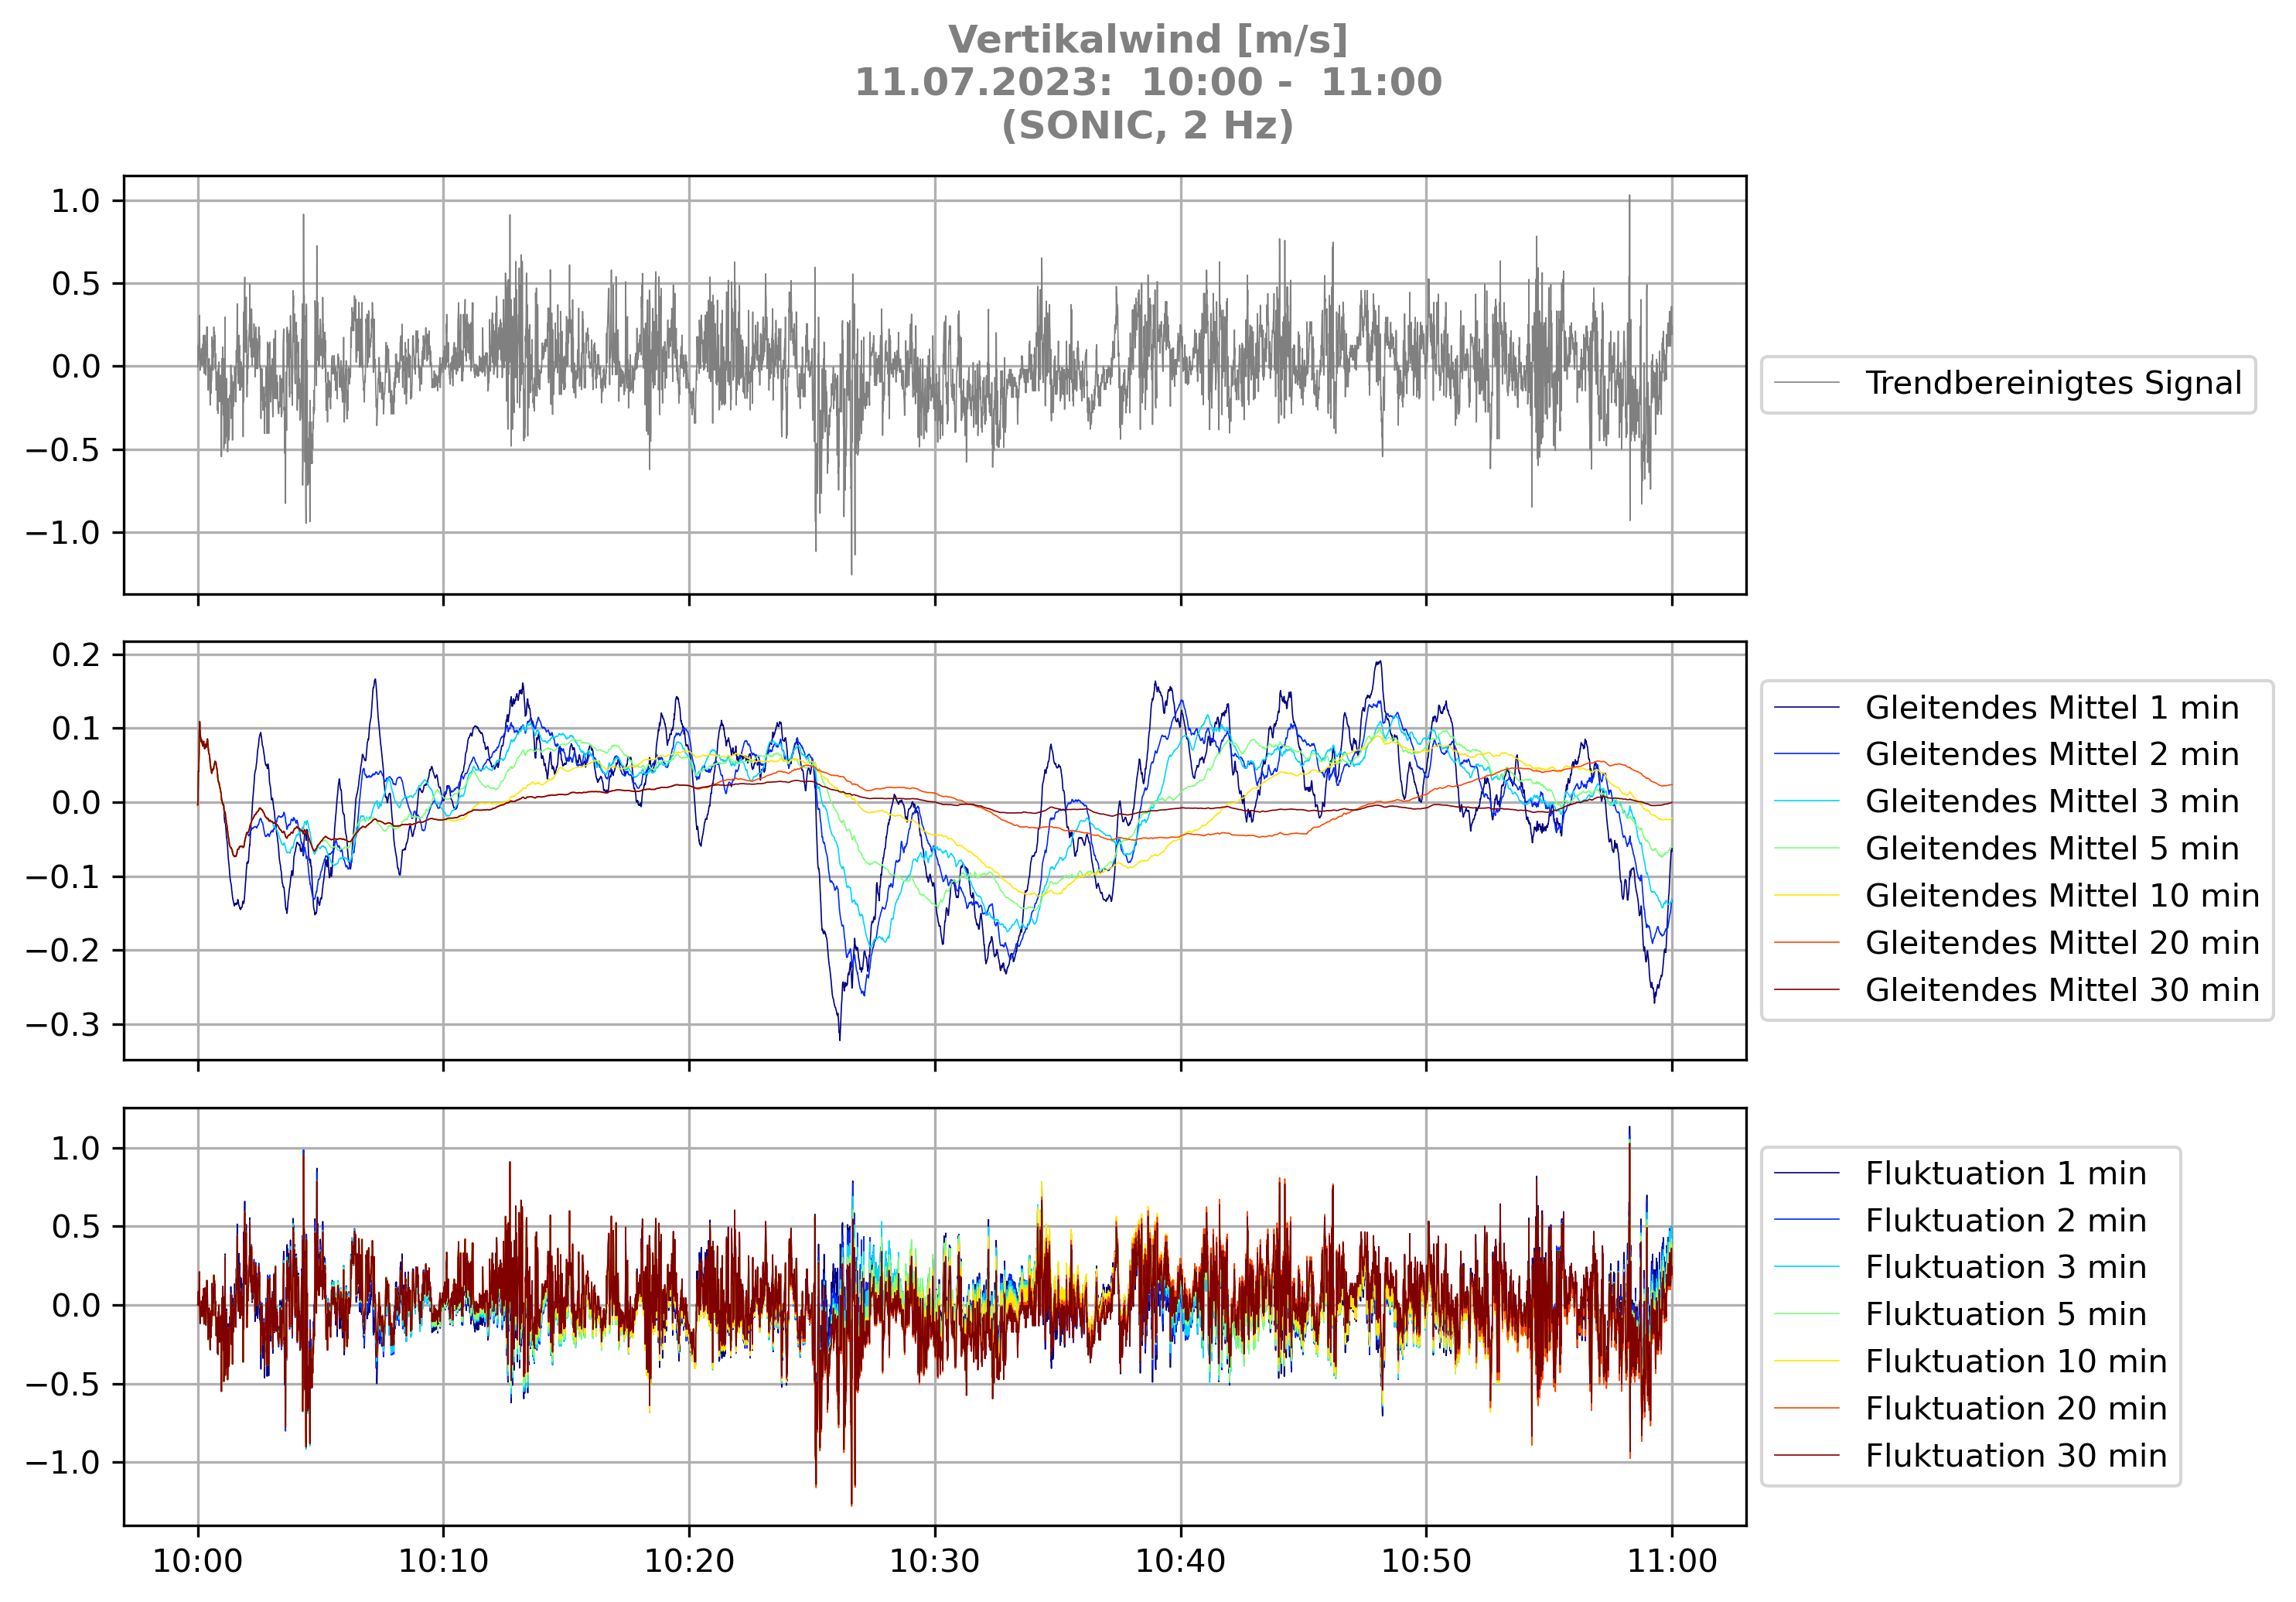 Vertikalwind [m/s]
11.07.2023:  10:00 -  11:00
(SONIC, 2 Hz)
1.0
0.5
0.0
−0.5
−1.0
Trendbereinigtes Signal
0.2
0.1
0.0
−0.1
−0.2
−0.3
Gleitendes Mittel 1 min
Gleitendes Mittel 2 min
Gleitendes Mittel 3 min
Gleitendes Mittel 5 min
Gleitendes Mittel 10 min
Gleitendes Mittel 20 min
Gleitendes Mittel 30 min
1.0
0.5
0.0
−0.5
−1.0
Fluktuation 1 min
Fluktuation 2 min
Fluktuation 3 min
Fluktuation 5 min
Fluktuation 10 min
Fluktuation 20 min
Fluktuation 30 min
10:00 10:10 10:20 10:30 10:40 10:50 11:00